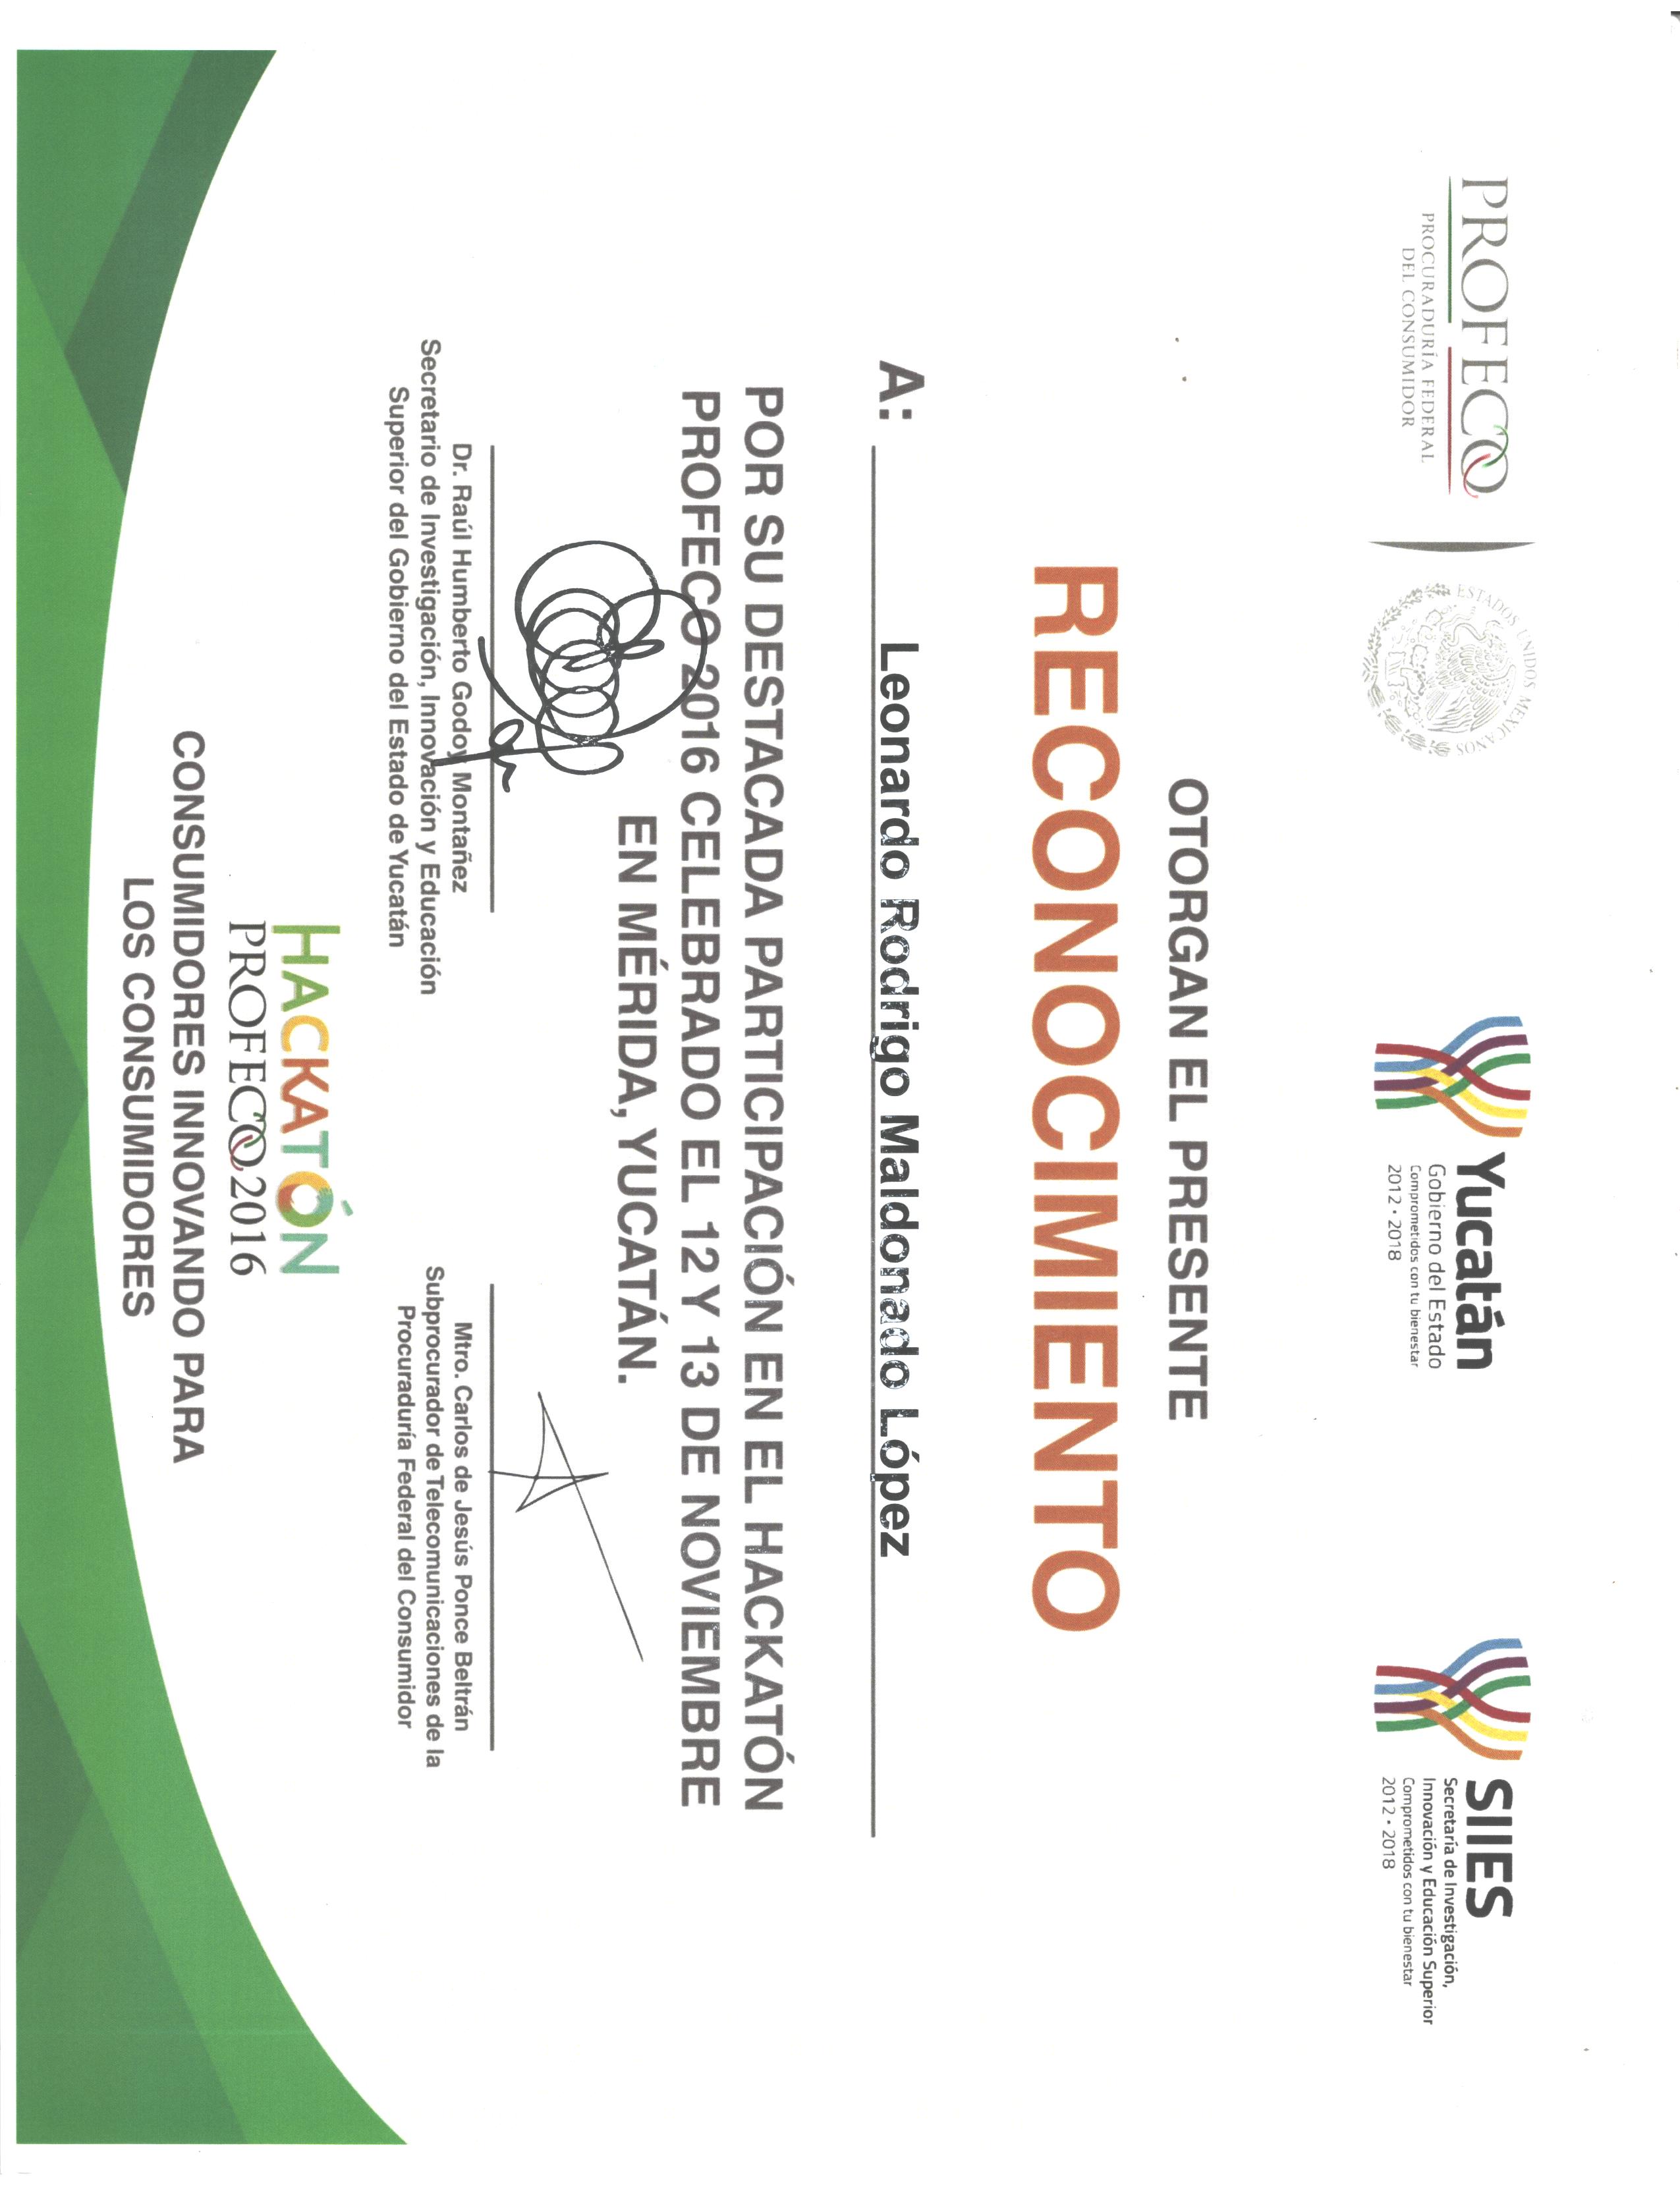 PROFECO
PROCURADURÍA FEDERAL
DEL CONSUMIDOR
ESTADOS UNIDOS MEXICANOS
Yucatán
Gobierno del Estado
Comprometidos con tu bienestar
2012 • 2018
SIIES
Secretaría de Investigación,
Innovación y Educación Superior
Comprometidos con tu bienestar
2012 • 2018
OTORGAN EL PRESENTE
RECONOCIMIENTO
A: Leonardo Rodrigo Maldonado López
POR SU DESTACADA PARTICIPACIÓN EN EL HACKATÓN
PROFECO 2016 CELEBRADO EL 12 Y 13 DE NOVIEMBRE
EN MÉRIDA, YUCATÁN.
Dr. Raúl Humberto Godoy Montañez
Secretario de Investigación, Innovación y Educación
Superior del Gobierno del Estado de Yucatán
Mtro. Carlos de Jesús Ponce Beltrán
Subprocurador de Telecomunicaciones de la
Procuraduría Federal del Consumidor
HACKATÓN
PROFECO 2016
CONSUMIDORES INNOVANDO PARA
LOS CONSUMIDORES